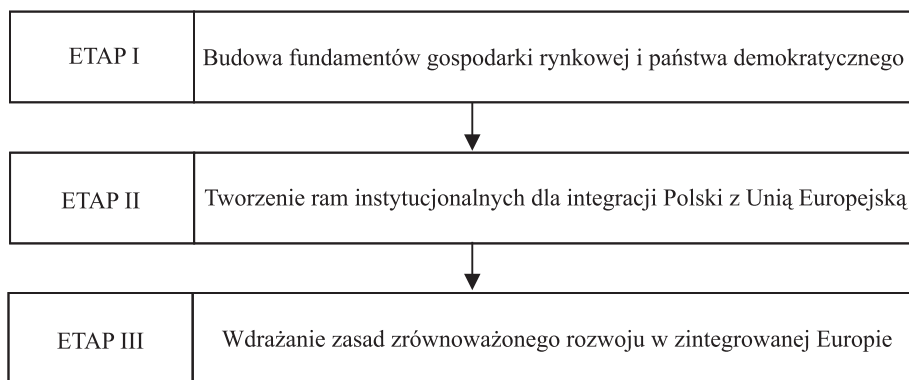 ETAP I
Budowa fundamentów gospodarki rynkowej i państwa demokratycznego
ETAP II
Tworzenie ram instytucjonalnych dla integracji Polski z Unią Europejską
ETAP III
Wdrażanie zasad zrównoważonego rozwoju w zintegrowanej Europie